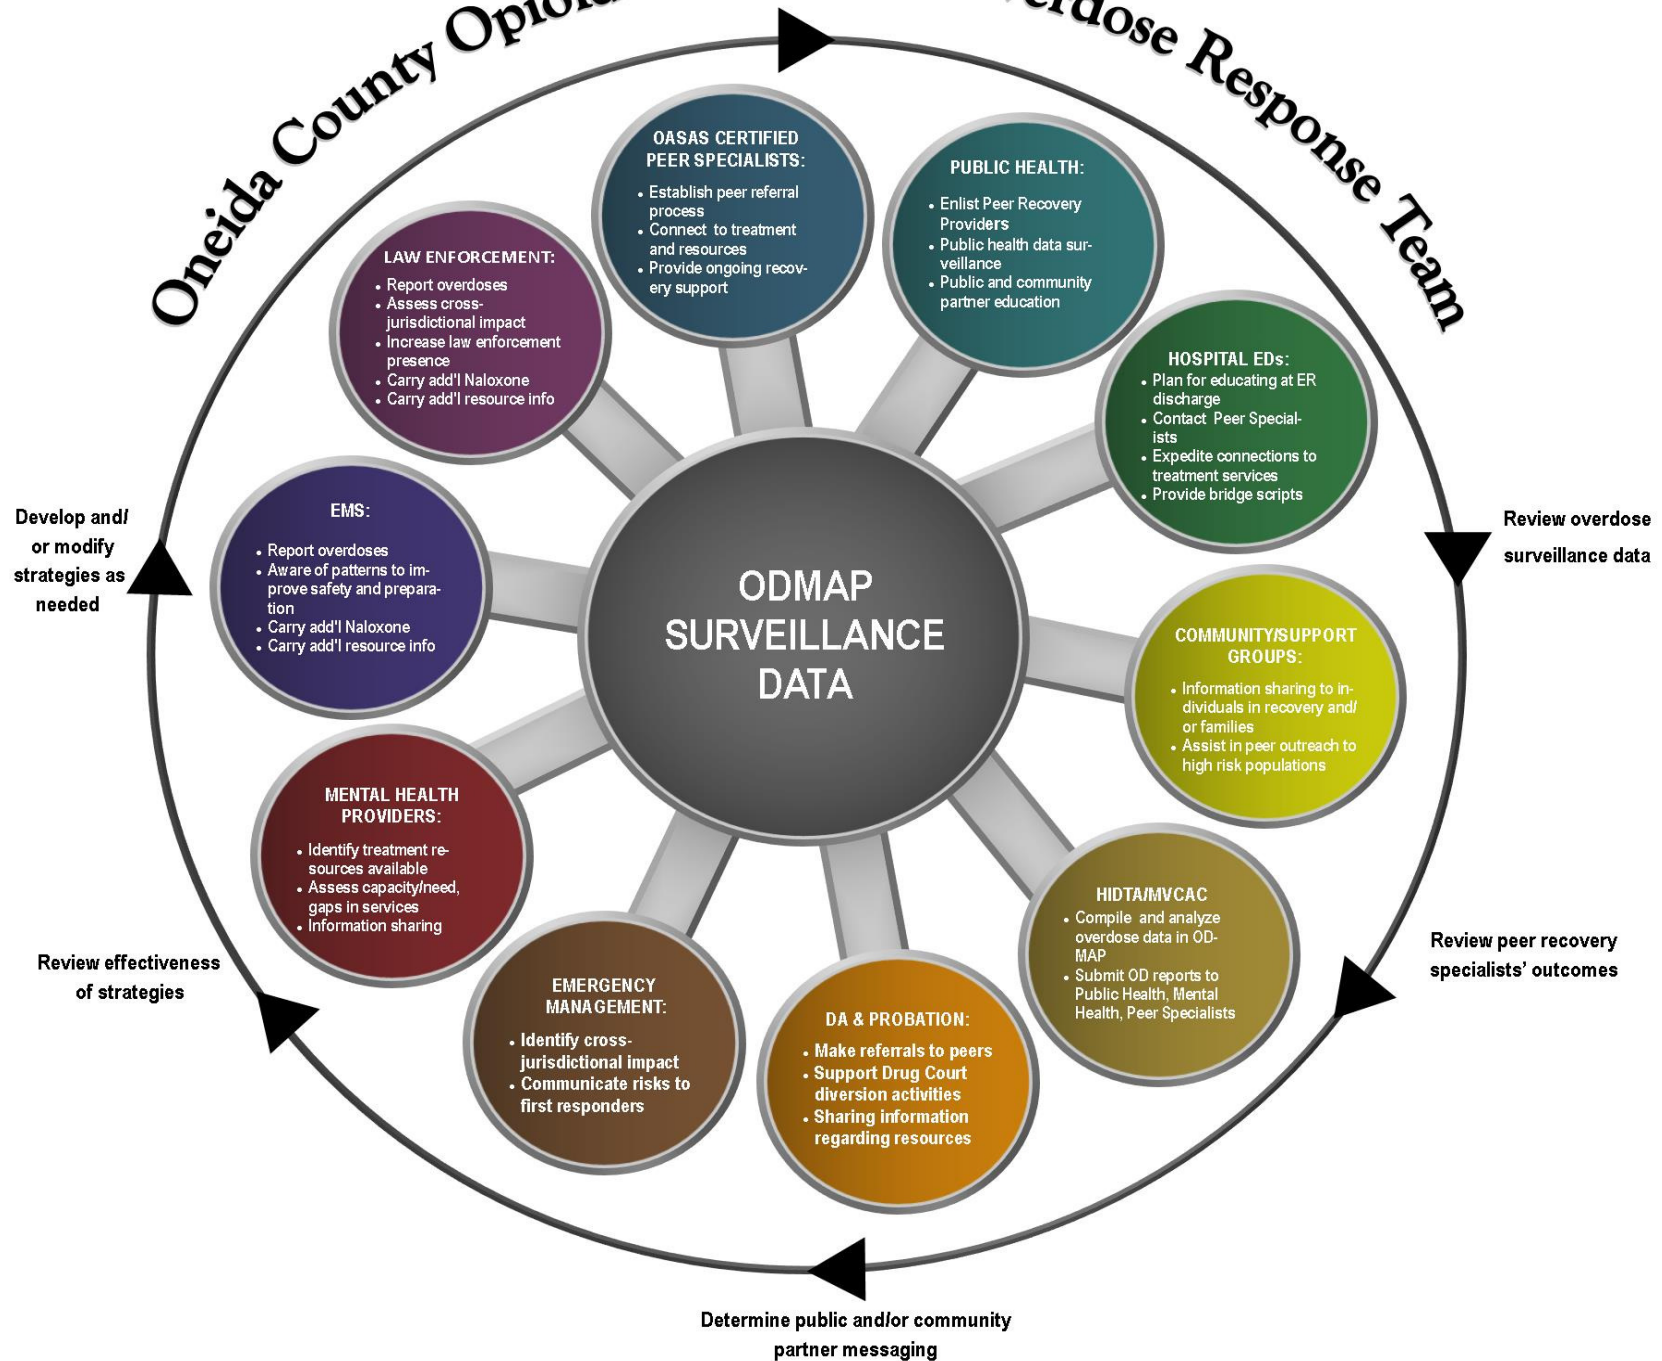 Oneida County Opioid
Overdose Response Team
OASAS CERTIFIED
PEER SPECIALISTS:
• Establish peer referral
process
• Connect to treatment
and resources
• Provide ongoing recov-
ery support
PUBLIC HEALTH:
• Enlist Peer Recovery
Providers
• Public health data sur-
veillance
• Public and community
partner education
HOSPITAL EDs:
• Plan for educating at ER
discharge
• Contact Peer Special-
ists
• Expedite connections to
treatment services
• Provide bridge scripts
COMMUNITY/SUPPORT
GROUPS:
• Information sharing to in-
dividuals in recovery and/
or families
• Assist in peer outreach to
high risk populations
HIDTA/MVCAC
• Compile and analyze
overdose data in OD-
MAP
• Submit OD reports to
Public Health, Mental
Health, Peer Specialists
DA & PROBATION:
• Make referrals to peers
• Support Drug Court
diversion activities
• Sharing information
regarding resources
EMERGENCY
MANAGEMENT:
• Identify cross-
jurisdictional impact
• Communicate risks to
first responders
MENTAL HEALTH
PROVIDERS:
• Identify treatment re-
sources available
• Assess capacity/need,
gaps in services
• Information sharing
EMS:
• Report overdoses
• Aware of patterns to im-
prove safety and prepara-
tion
• Carry add'l Naloxone
• Carry add'l resource info
LAW ENFORCEMENT:
• Report overdoses
• Assess cross-
jurisdictional impact
• Increase law enforcement
presence
• Carry add'l Naloxone
• Carry add'l resource info
ODMAP
SURVEILLANCE
DATA
Review overdose
surveillance data
Review peer recovery
specialists' outcomes
Determine public and/or community
partner messaging
Review effectiveness
of strategies
Develop and/
or modify
strategies as
needed